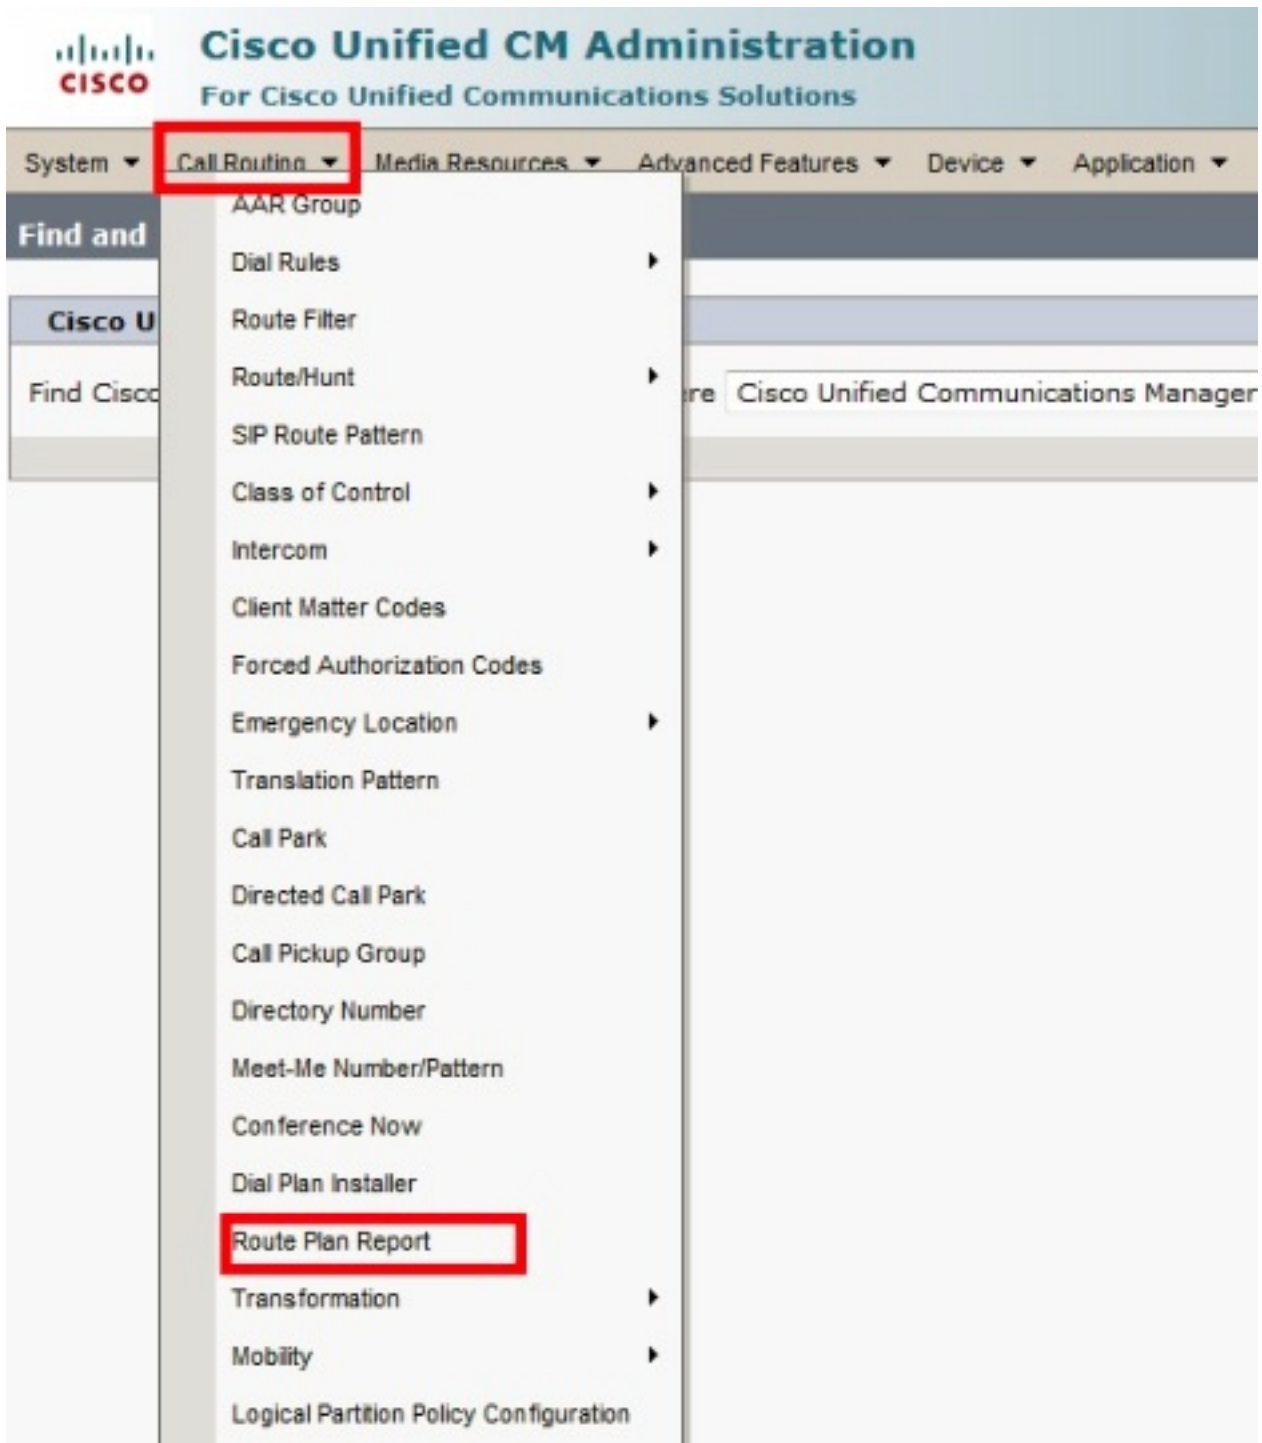 CISCO
Cisco Unified CM Administration
For Cisco Unified Communications Solutions
System Call Routing Media Resources Advanced Features Device Application
Find and
AAR Group
Dial Rules
Cisco U
Route Filter
Route/Hunt
Find Cisco
ere Cisco Unified Communications Manager
SIP Route Pattern
Class of Control
Intercom
Client Matter Codes
Forced Authorization Codes
Emergency Location
Translation Pattern
Call Park
Directed Call Park
Call Pickup Group
Directory Number
Meet-Me Number/Pattern
Conference Now
Dial Plan Installer
Route Plan Report
Transformation
Mobility
Logical Partition Policy Configuration